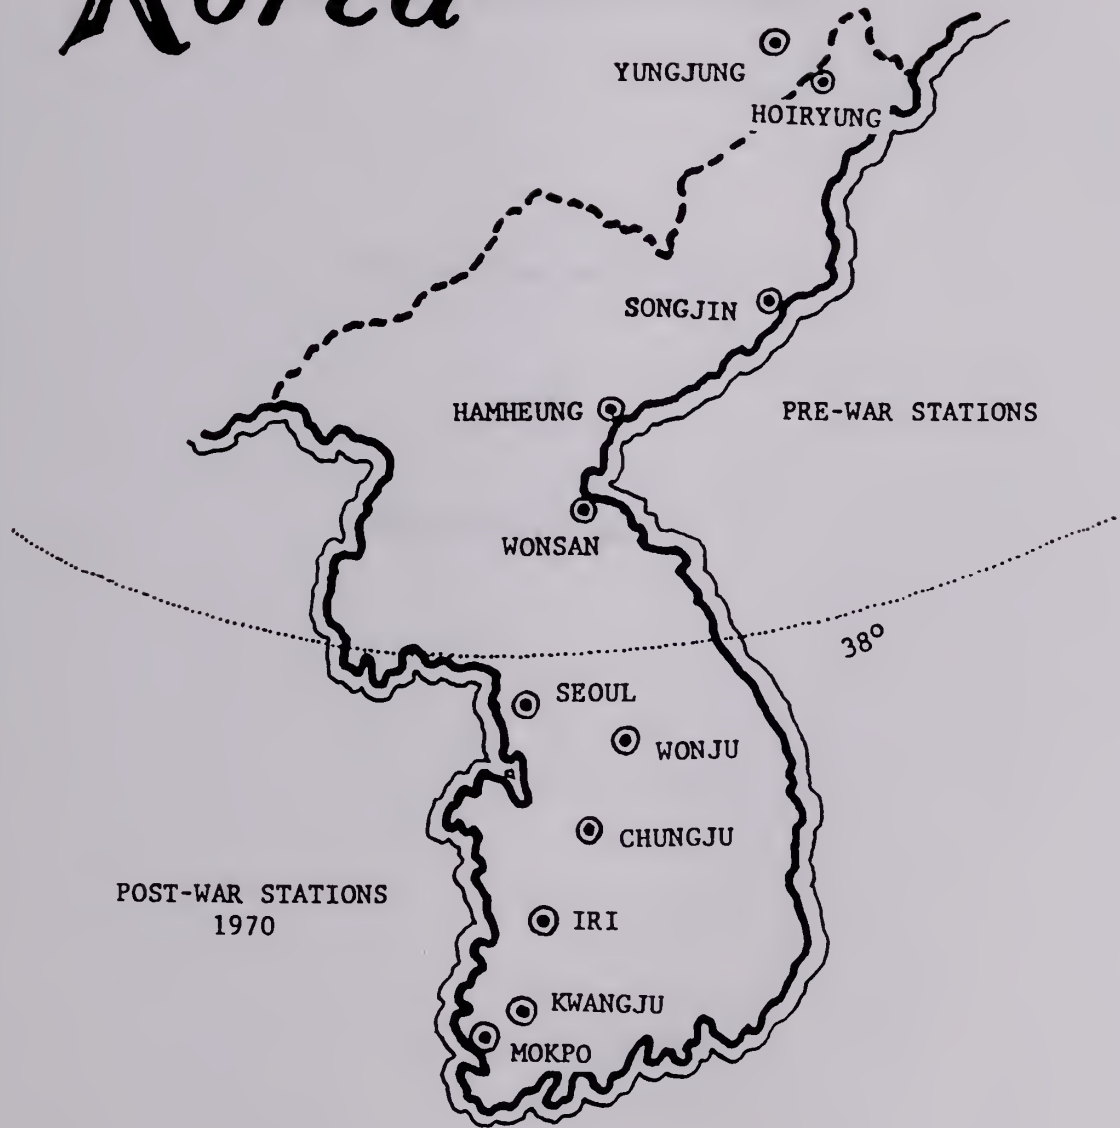 Korea
YUNGJUNG
HOIRYUNG
SONGJIN
HAMHEUNG
PRE-WAR STATIONS
WONSAN
38°
SEOUL
WONJU
CHUNGJU
POST-WAR STATIONS
1970
IRI
KWANGJU
MOKPO